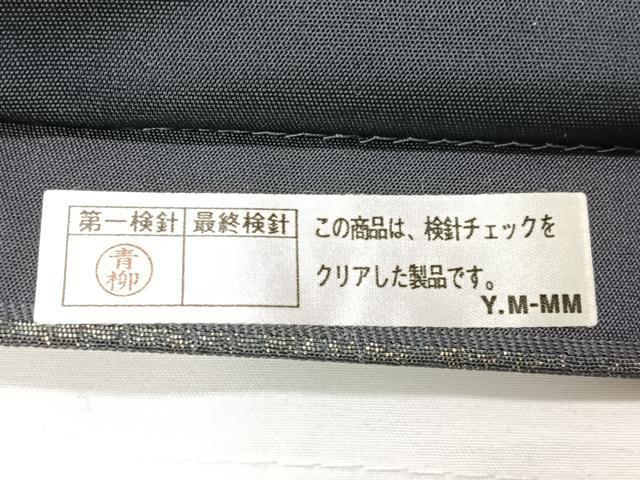 第一検針 最終検針
青柳
この商品は、検針チェックを
クリアした製品です。
Y.M-MM